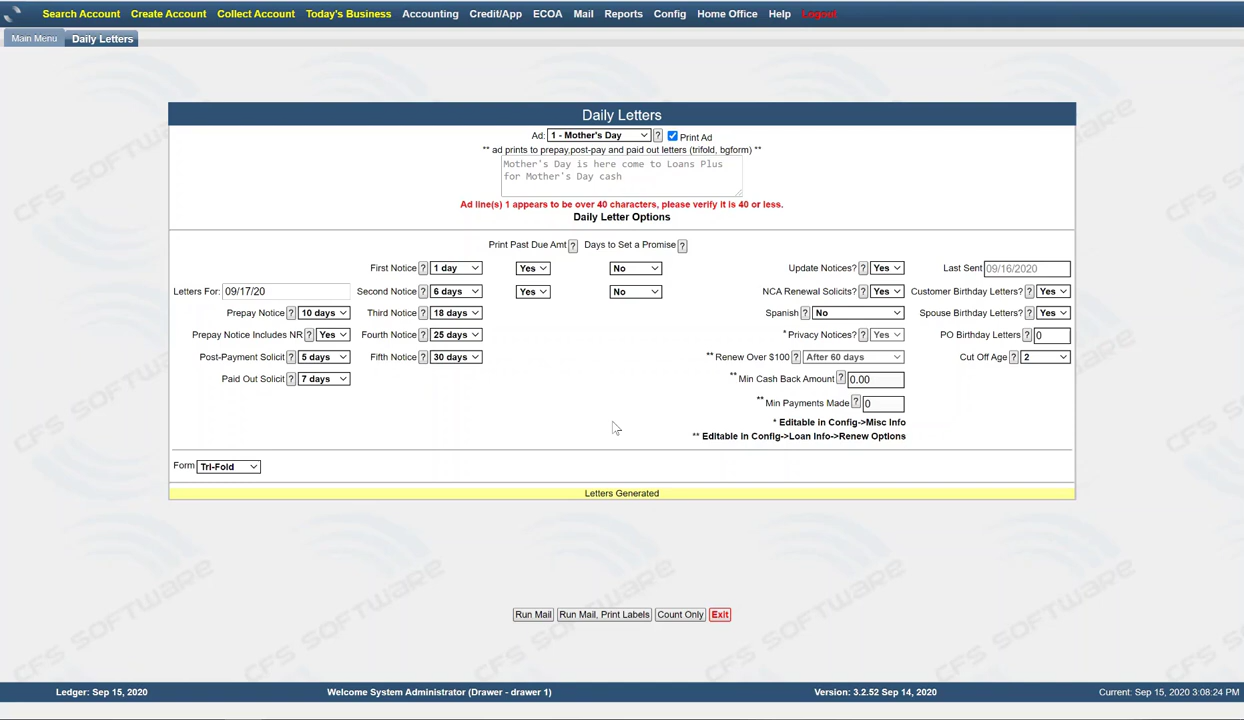 Search Account Create Account Collect Account Today's Business Accounting Credit/App ECOA Mail Reports Config Home Office Help Logout
Main Menu Daily Letters
Daily Letters
Ad: 1 - Mother's Day ? Print Ad
** ad prints to prepay,post-pay and paid out letters (trifold, bgform) **
Mother's Day is here come to Loans Plus
for Mother's Day cash
Ad line(s) 1 appears to be over 40 characters, please verify it is 40 or less.
Daily Letter Options
Print Past Due Amt ? Days to Set a Promise ?
First Notice ? 1 day Yes No Update Notices? ? Yes Last Sent 09/16/2020
Letters For: 09/17/20 Second Notice ? 6 days Yes No NCA Renewal Solicits? ? Yes Customer Birthday Letters? ? Yes
Prepay Notice ? 10 days Third Notice ? 18 days Spanish ? No Spouse Birthday Letters? ? Yes
Prepay Notice Includes NR ? Yes Fourth Notice ? 25 days * Privacy Notices? ? Yes PO Birthday Letters ? 0
Post-Payment Solicit ? 5 days Fifth Notice ? 30 days ** Renew Over $100 ? After 60 days Cut Off Age ? 2
Paid Out Solicit ? 7 days ** Min Cash Back Amount ? 0.00
** Min Payments Made ? 0
* Editable in Config->Misc Info
** Editable in Config->Loan Info->Renew Options
Form Tri-Fold
Letters Generated
Run Mail Run Mail, Print Labels Count Only Exit
Ledger: Sep 15, 2020 Welcome System Administrator (Drawer - drawer 1) Version: 3.2.52 Sep 14, 2020 Current: Sep 15, 2020 3:08:24 PM
CFS SOFTWARE